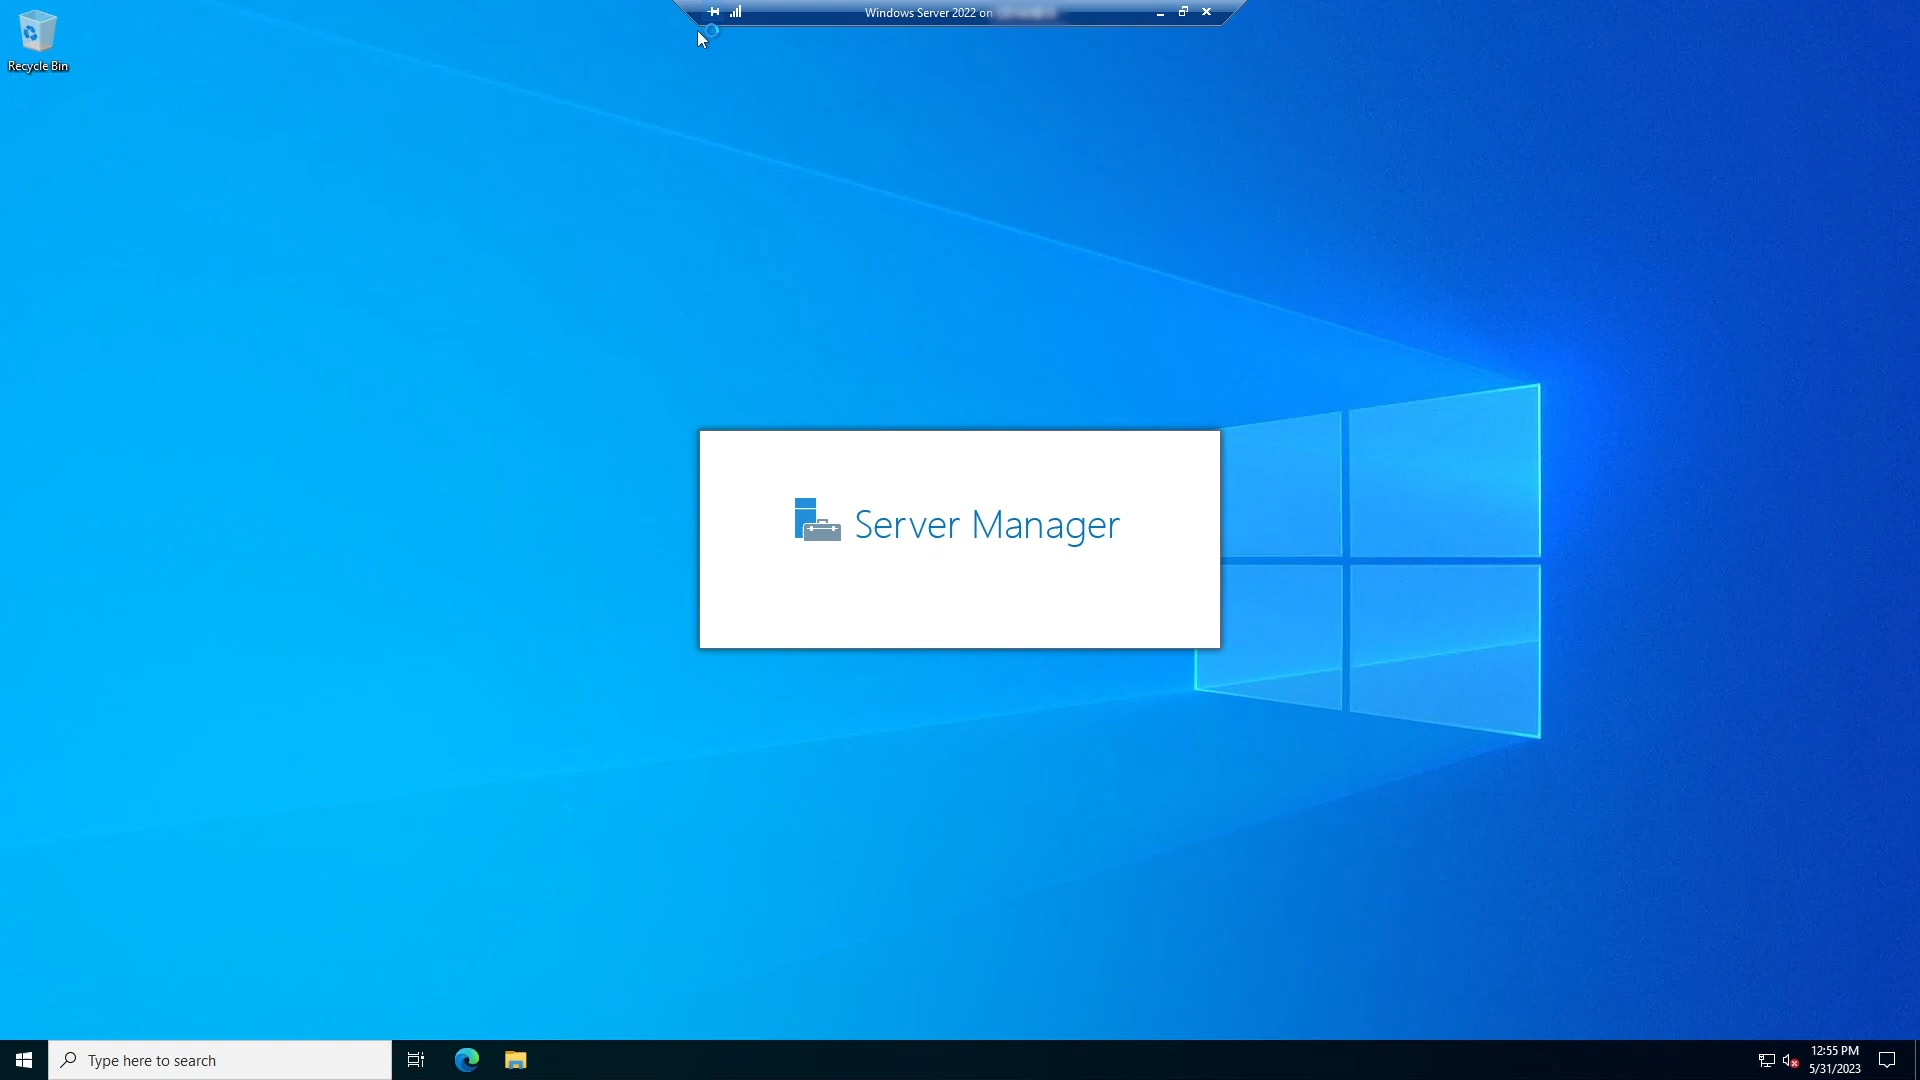 Windows Server 2022 on
Recycle Bin
Server Manager
Type here to search
12:55 PM
5/31/2023